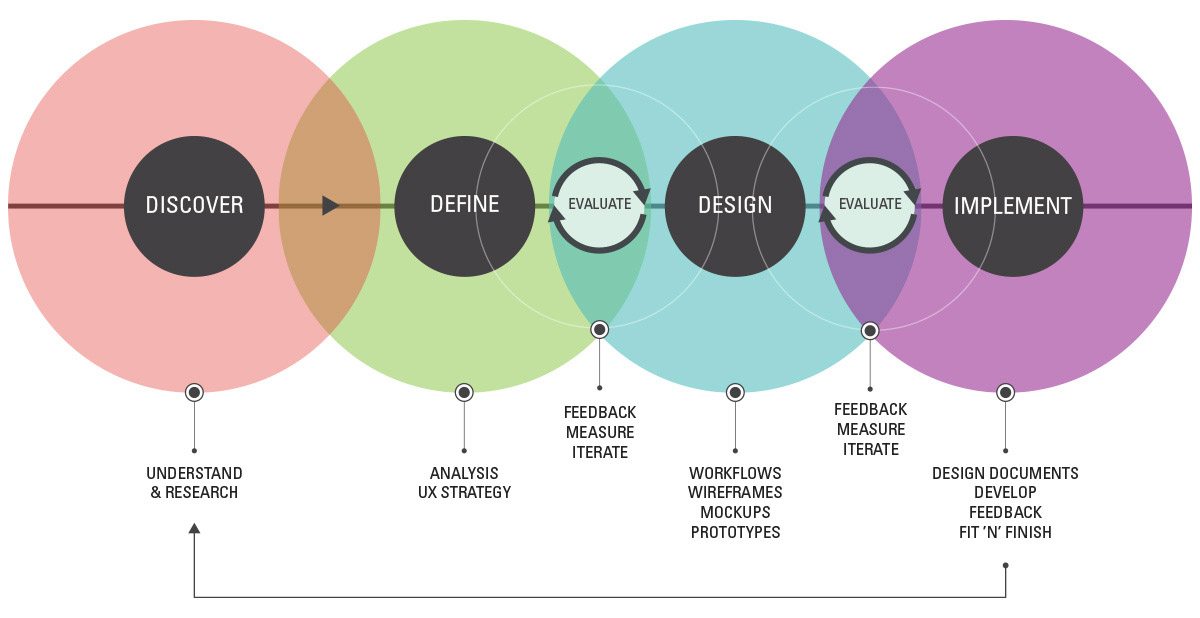 DISCOVER
DEFINE
EVALUATE
DESIGN
EVALUATE
IMPLEMENT
UNDERSTAND
& RESEARCH
ANALYSIS
UX STRATEGY
FEEDBACK
MEASURE
ITERATE
WORKFLOWS
WIREFRAMES
MOCKUPS
PROTOTYPES
FEEDBACK
MEASURE
ITERATE
DESIGN DOCUMENTS
DEVELOP
FEEDBACK
FIT ’N’ FINISH